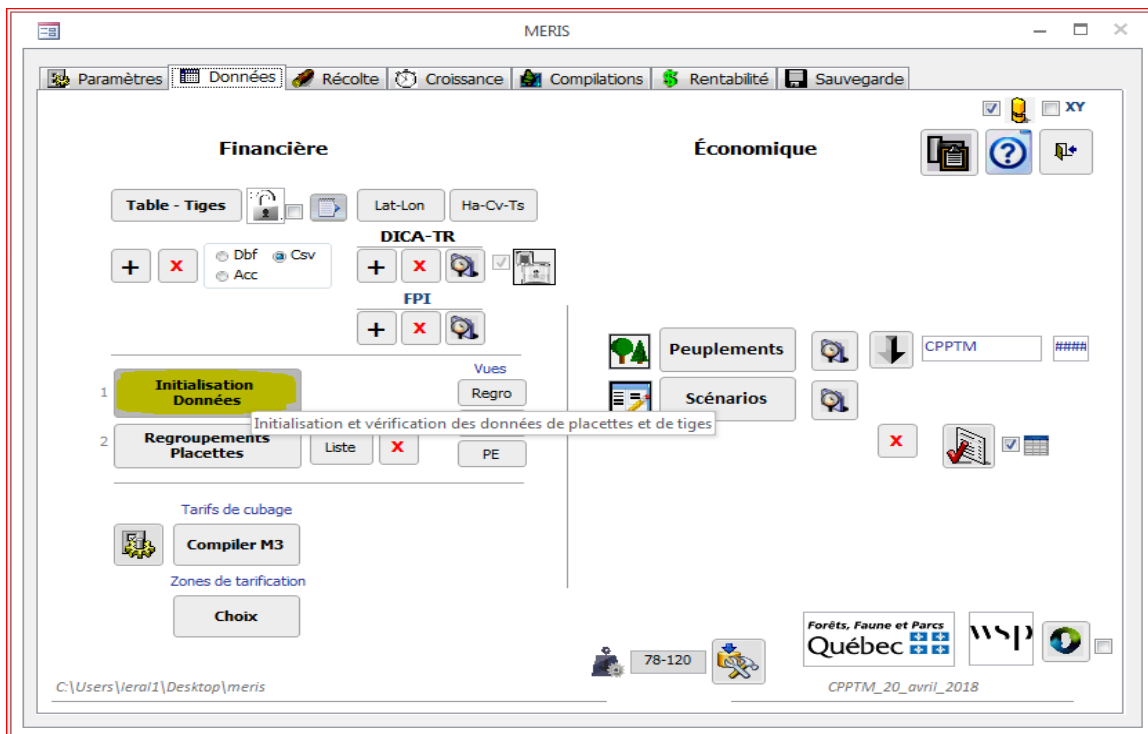 MERIS
Paramètres
Données
Récolte
Croissance
Compilations
Rentabilité
Sauvegarde
XY
Financière
Économique
Table - Tiges
Lat-Lon
Ha-Cv-Ts
DICA-TR
+
x
Dbf
Csv
Acc
+
x
FPI
+
x
Peuplements
CPPTM
####
Vues
1
Initialisation
Données
Regro
Scénarios
Initialisation et vérification des données de placettes et de tiges
2
Regroupements
Placettes
Liste
x
PE
x
Tarifs de cubage
Compiler M3
Zones de tarification
Choix
Forêts, Faune et Parcs
Québec
wsp
78-120
C:\Users\leral1\Desktop\meris
CPPTM_20_avril_2018